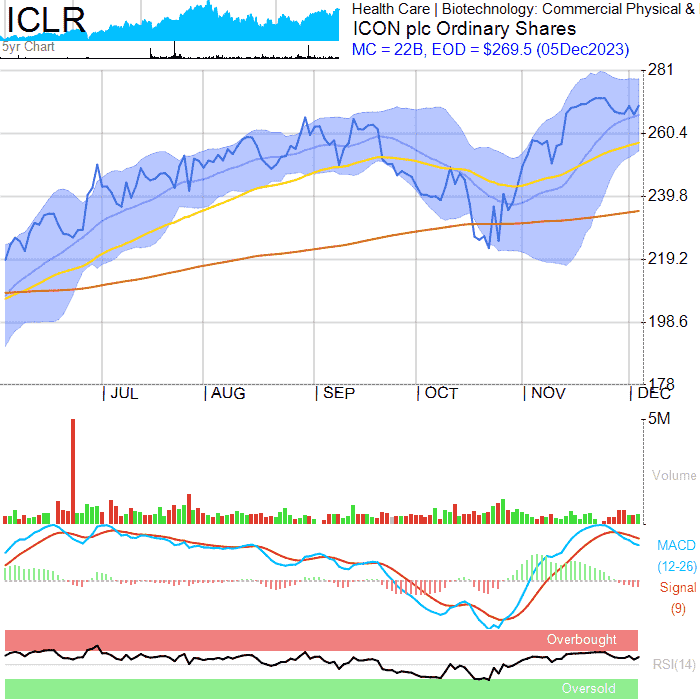 ICLR
5yr Chart
Health Care | Biotechnology: Commercial Physical &
ICON plc Ordinary Shares
MC = 22B, EOD = $269.5 (05Dec2023)
281
260.4
239.8
219.2
198.6
178
JUL
AUG
SEP
OCT
NOV
DEC
5M
Volume
MACD
(12-26)
Signal
(9)
Overbought
RSI(14)
Oversold